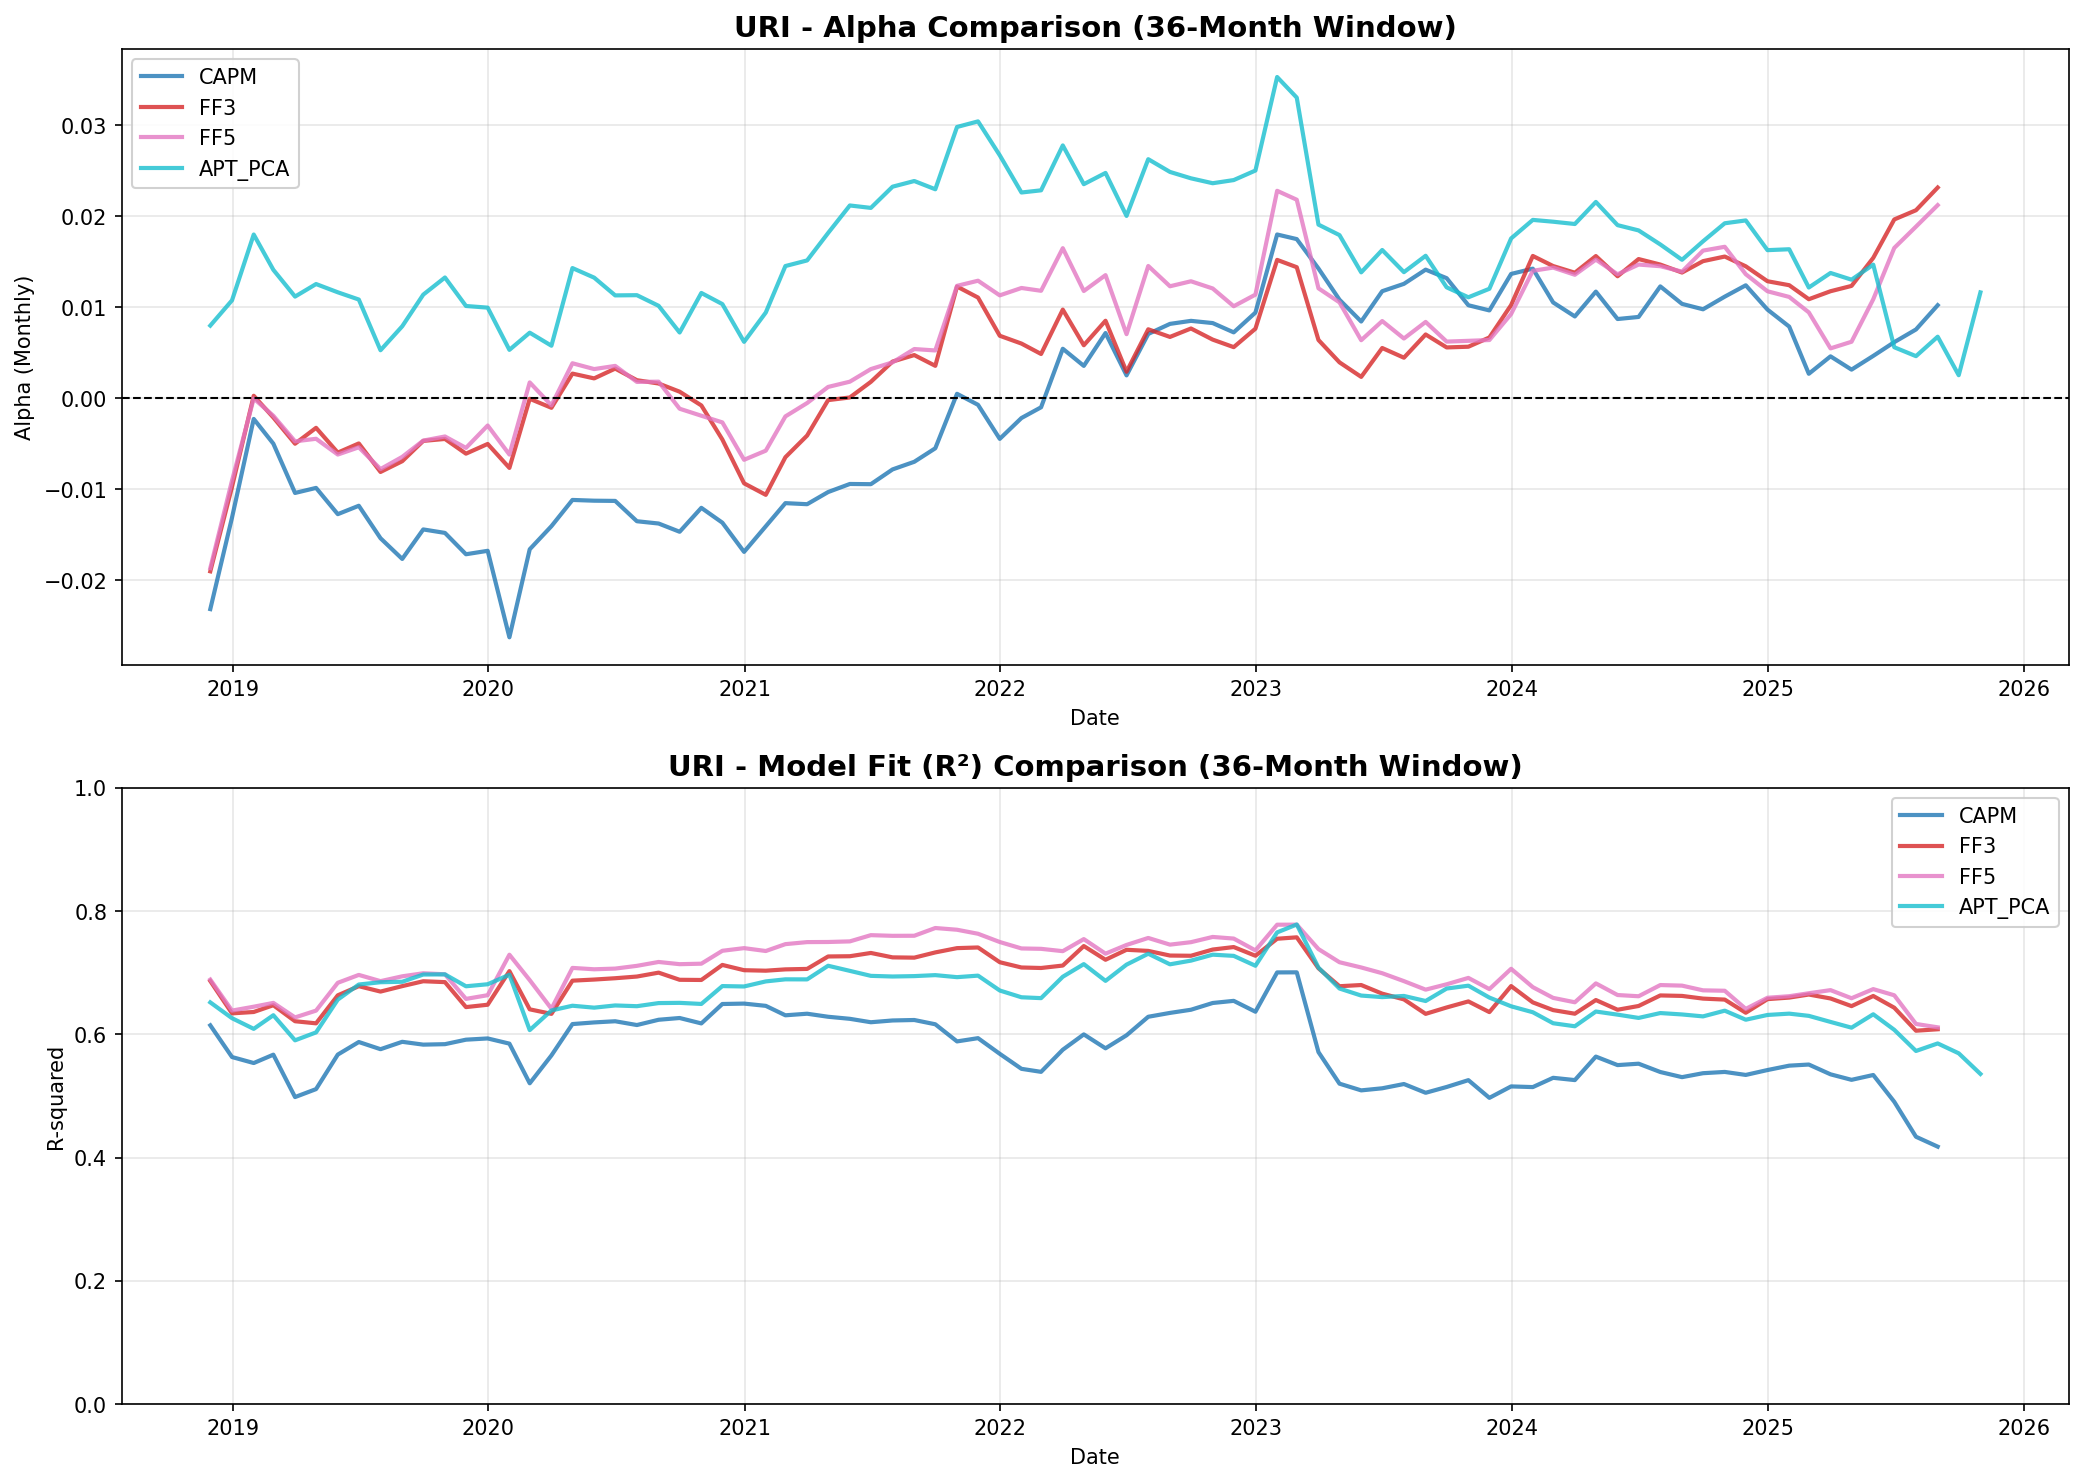 URI - Alpha Comparison (36-Month Window)
CAPM
FF3
FF5
APT_PCA
Alpha (Monthly)
0.03
0.02
0.01
0.00
−0.01
−0.02
2019 2020 2021 2022 2023 2024 2025 2026
Date
URI - Model Fit (R²) Comparison (36-Month Window)
CAPM
FF3
FF5
APT_PCA
R-squared
1.0
0.8
0.6
0.4
0.2
0.0
2019 2020 2021 2022 2023 2024 2025 2026
Date